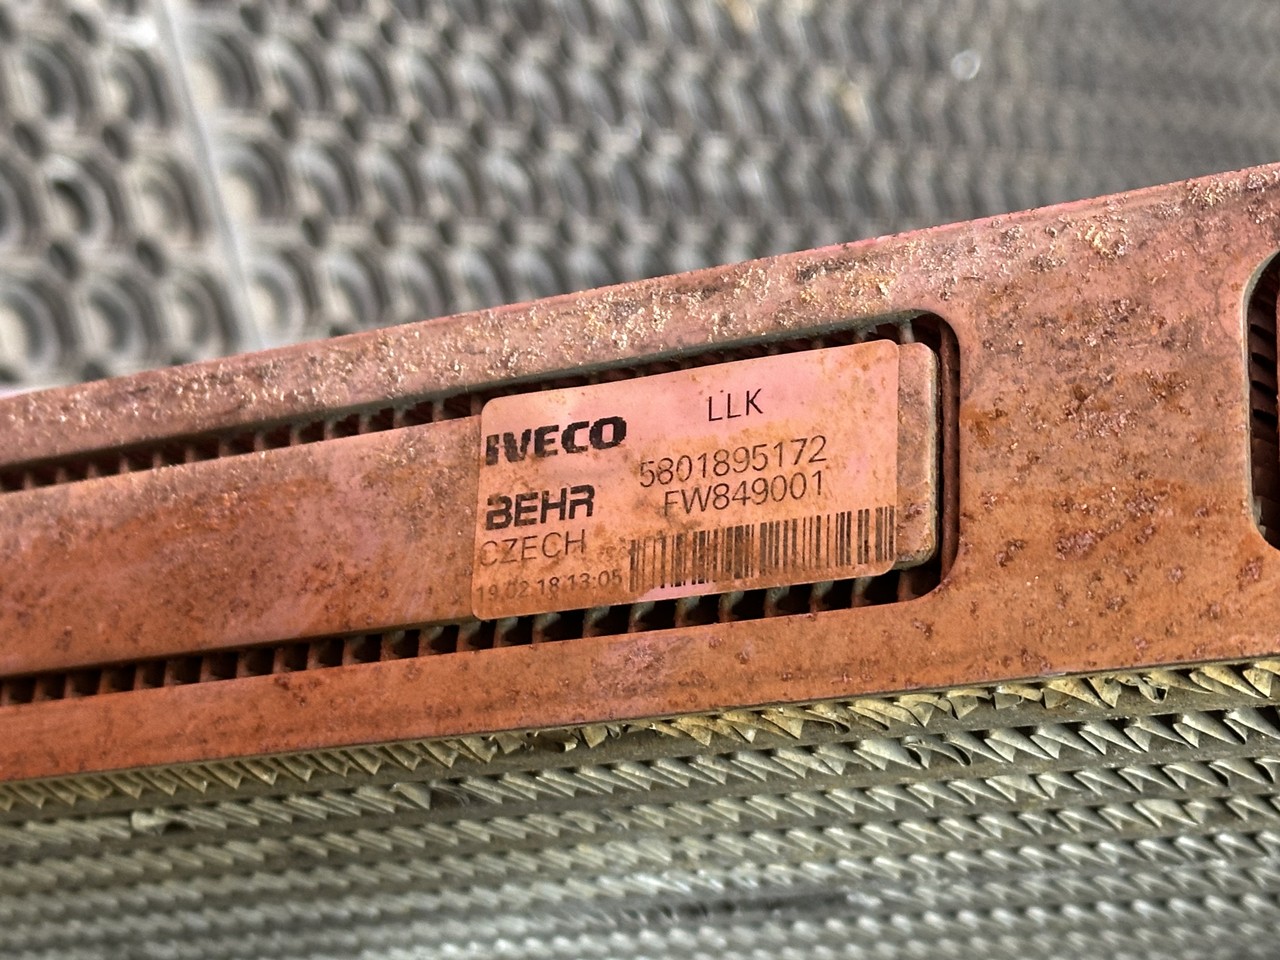 LLK
IVECO
5801895172
BEHR FW849001
CZECH
19.02.18 13:05